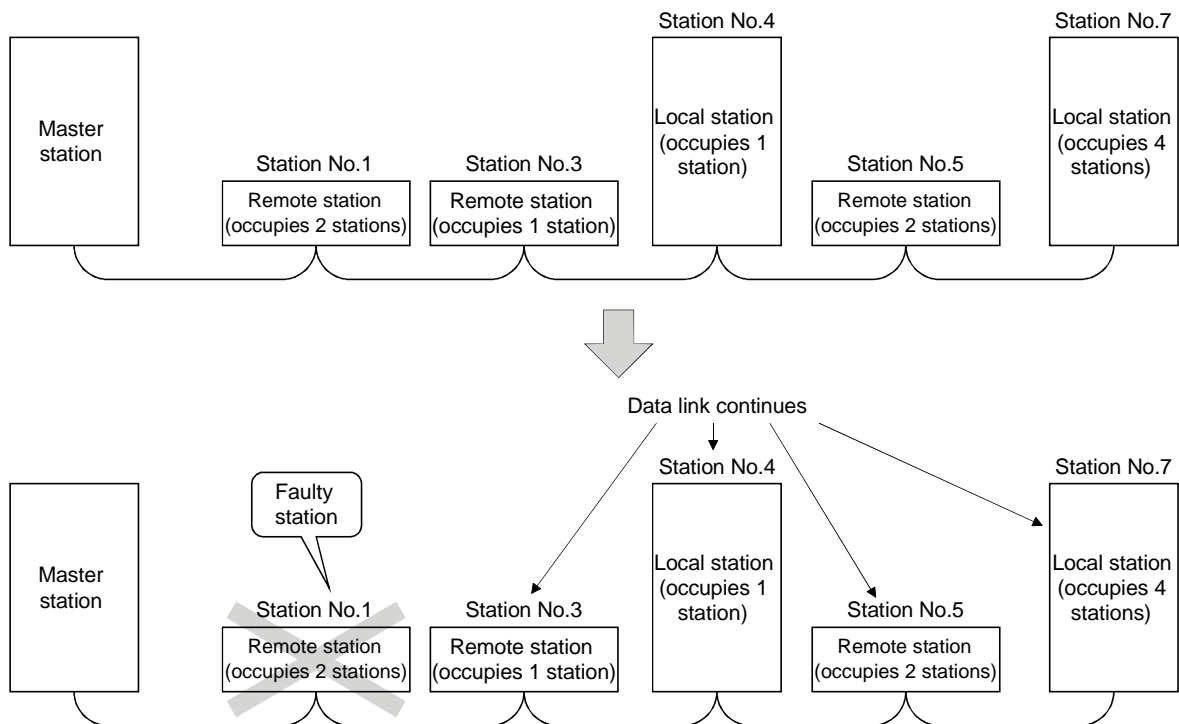 Station No.4
Station No.7
Master
station
Station No.1
Remote station
(occupies 2 stations)
Station No.3
Remote station
(occupies 1 station)
Local station
(occupies 1
station)
Station No.5
Remote station
(occupies 2 stations)
Local station
(occupies 4
stations)
Data link continues
Station No.4
Station No.7
Faulty
station
Master
station
Station No.1
Remote station
(occupies 2 stations)
Station No.3
Remote station
(occupies 1 station)
Local station
(occupies 1
station)
Station No.5
Remote station
(occupies 2 stations)
Local station
(occupies 4
stations)